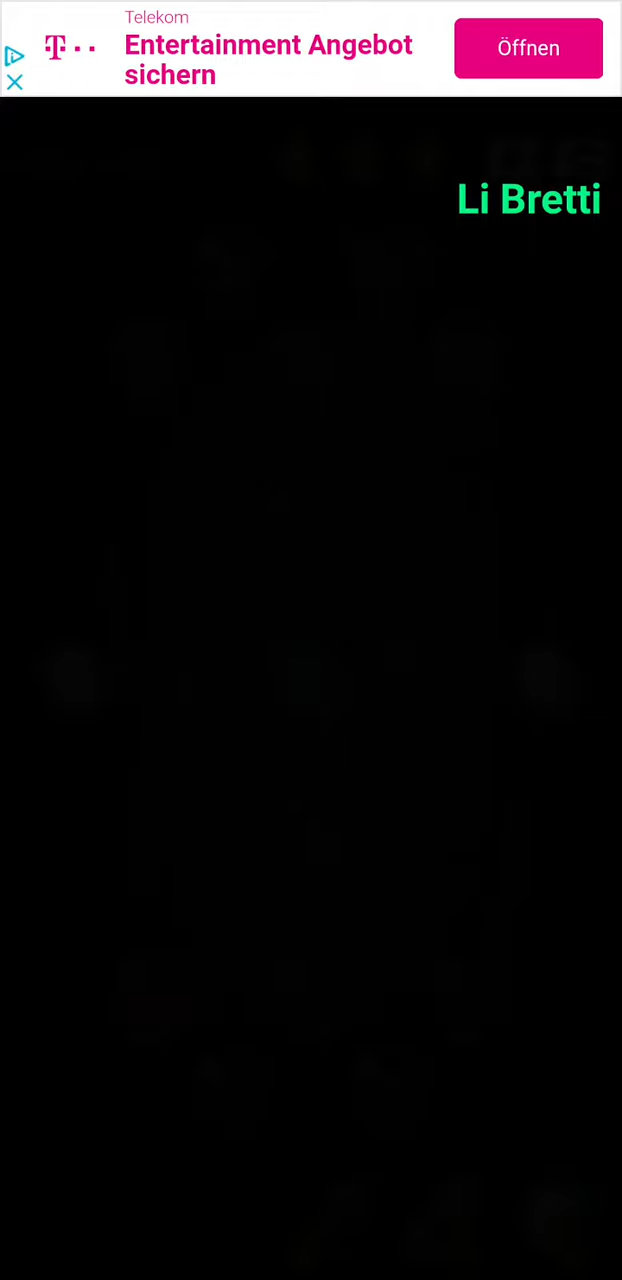 Telekom
Entertainment Angebot
sichern
Öffnen
Li Bretti